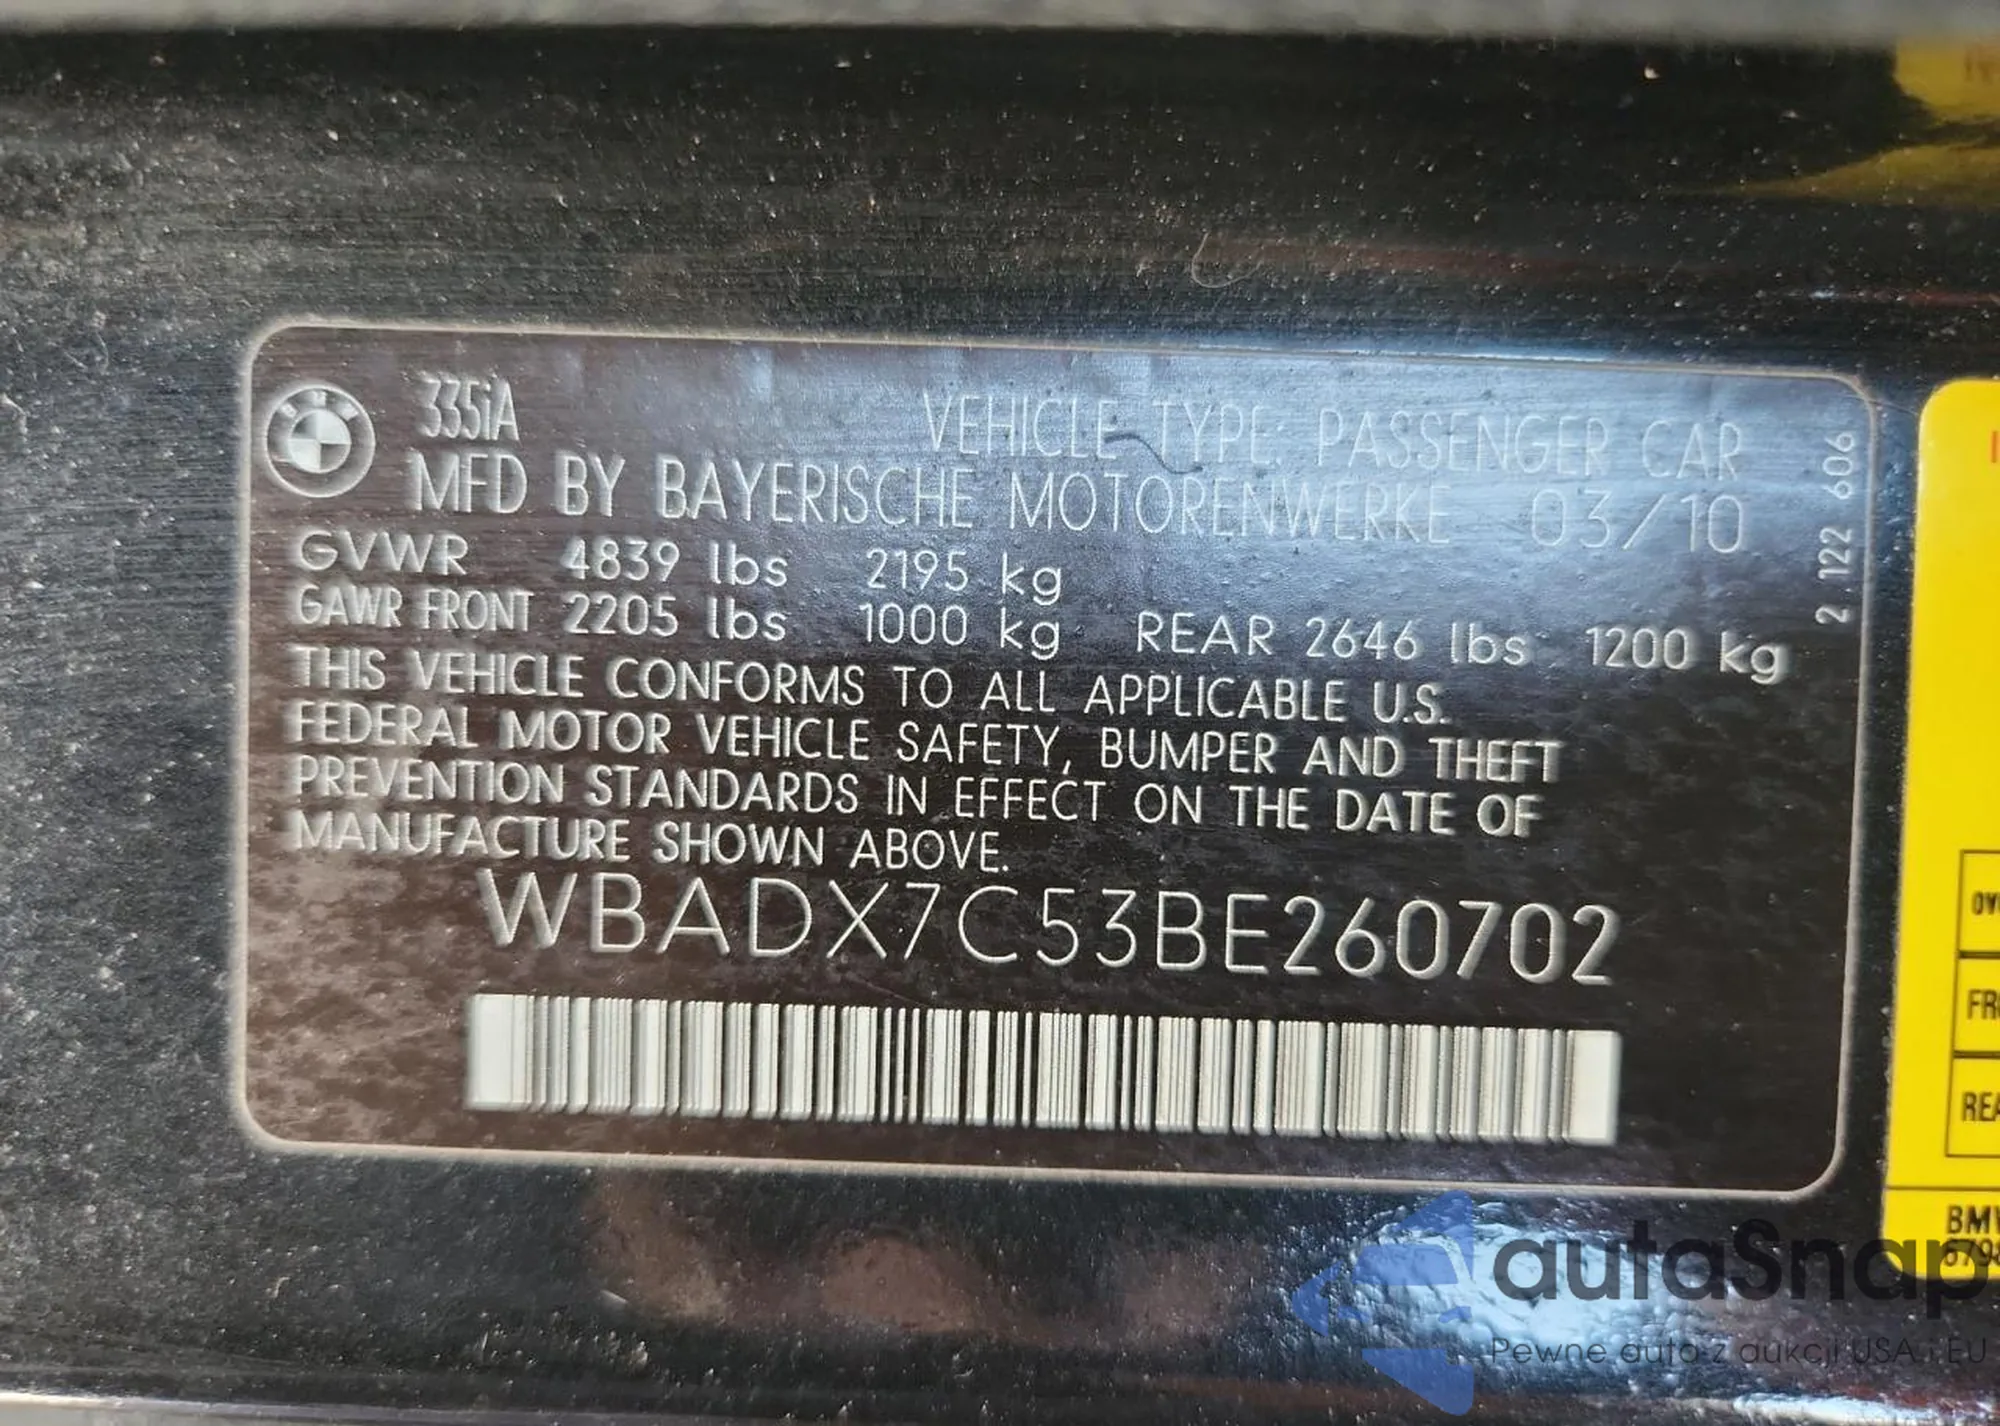 BMW
335iA
VEHICLE TYPE: PASSENGER CAR
MFD BY BAYERISCHE MOTORENWERKE 03/10
GVWR 4839 lbs 2195 kg
GAWR FRONT 2205 lbs 1000 kg REAR 2646 lbs 1200 kg
THIS VEHICLE CONFORMS TO ALL APPLICABLE U.S.
FEDERAL MOTOR VEHICLE SAFETY, BUMPER AND THEFT
PREVENTION STANDARDS IN EFFECT ON THE DATE OF
MANUFACTURE SHOWN ABOVE.
WBADX7C53BE260702
2 122 606
autaSnap
Pewne auto z aukcji USA i EU